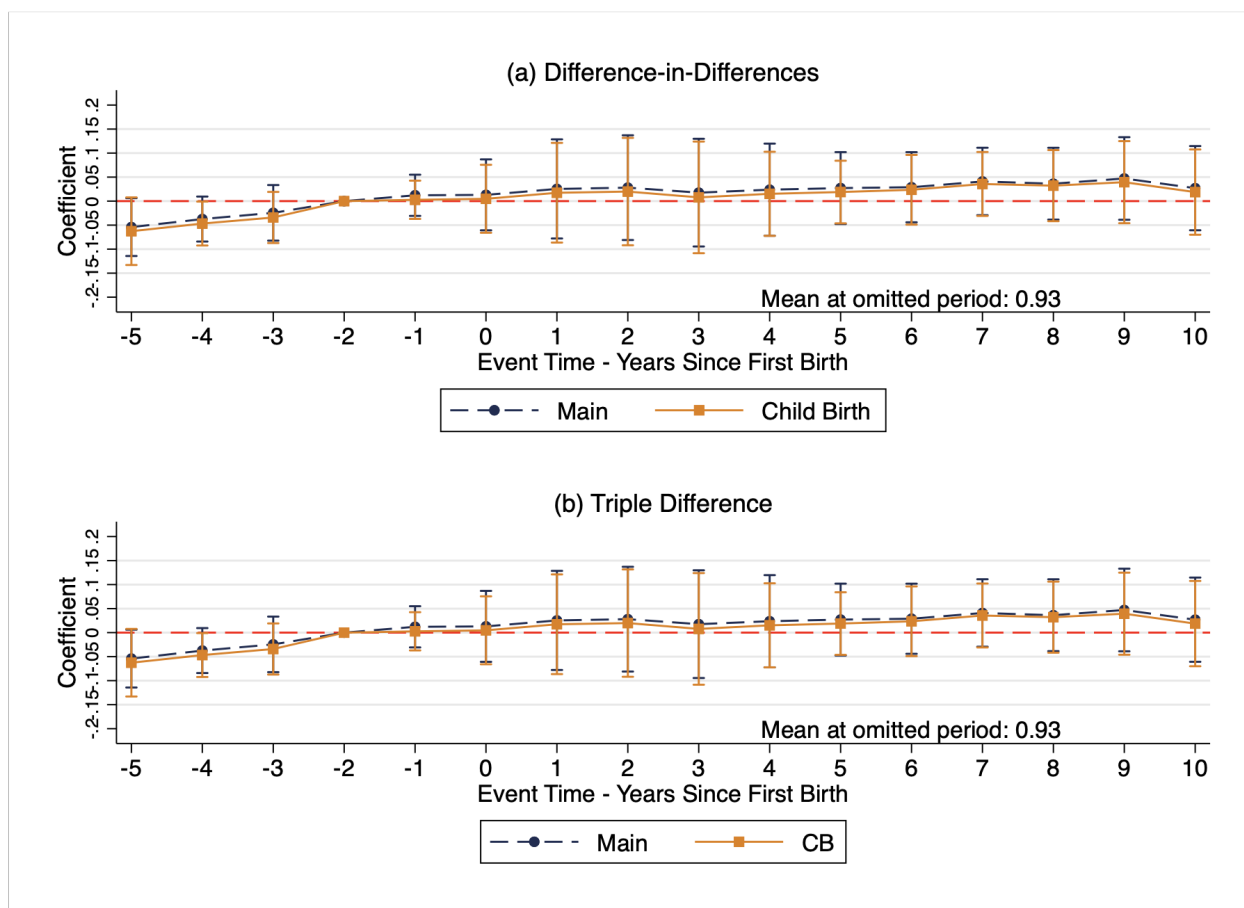 (a) Difference-in-Differences
Coefficient
-.2-.15-.1-.05 0 .05 .1 .15 .2
-5 -4 -3 -2 -1 0 1 2 3 4 5 6 7 8 9 10
Mean at omitted period: 0.93
Event Time - Years Since First Birth
Main Child Birth
(b) Triple Difference
Coefficient
-.2-.15-.1-.05 0 .05 .1 .15 .2
-5 -4 -3 -2 -1 0 1 2 3 4 5 6 7 8 9 10
Mean at omitted period: 0.93
Event Time - Years Since First Birth
Main CB